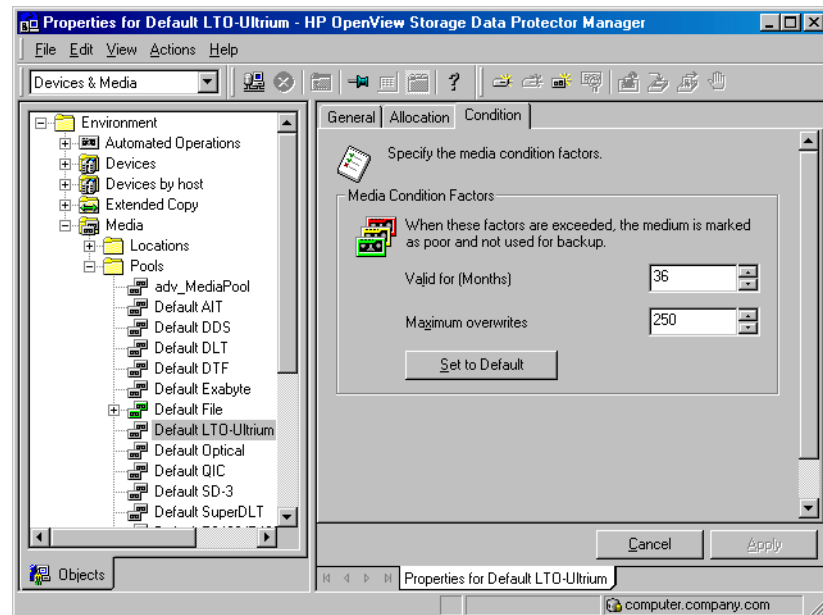 Properties for Default LTO-Ultrium - HP OpenView Storage Data Protector Manager
File Edit View Actions Help
Devices & Media
Environment
Automated Operations
Devices
Devices by host
Extended Copy
Media
Locations
Pools
adv_MediaPool
Default AIT
Default DDS
Default DLT
Default DTF
Default Exabyte
Default File
Default LTO-Ultrium
Default Optical
Default QIC
Default SD-3
Default SuperDLT
Objects
General Allocation Condition
Specify the media condition factors.
Media Condition Factors
When these factors are exceeded, the medium is marked
as poor and not used for backup.
Valid for (Months) 36
Maximum overwrites 250
Set to Default
Cancel Apply
Properties for Default LTO-Ultrium
computer.company.com